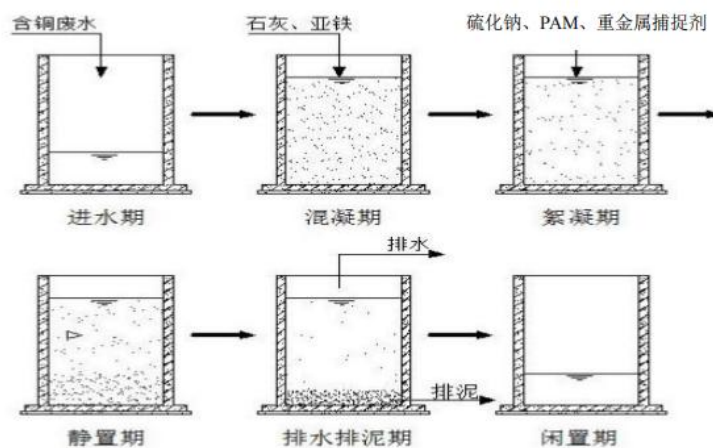 含铜废水
石灰、亚铁
硫化钠、PAM、重金属捕捉剂
进水期
混凝期
絮凝期
排水
排泥
静置期
排水排泥期
闲置期